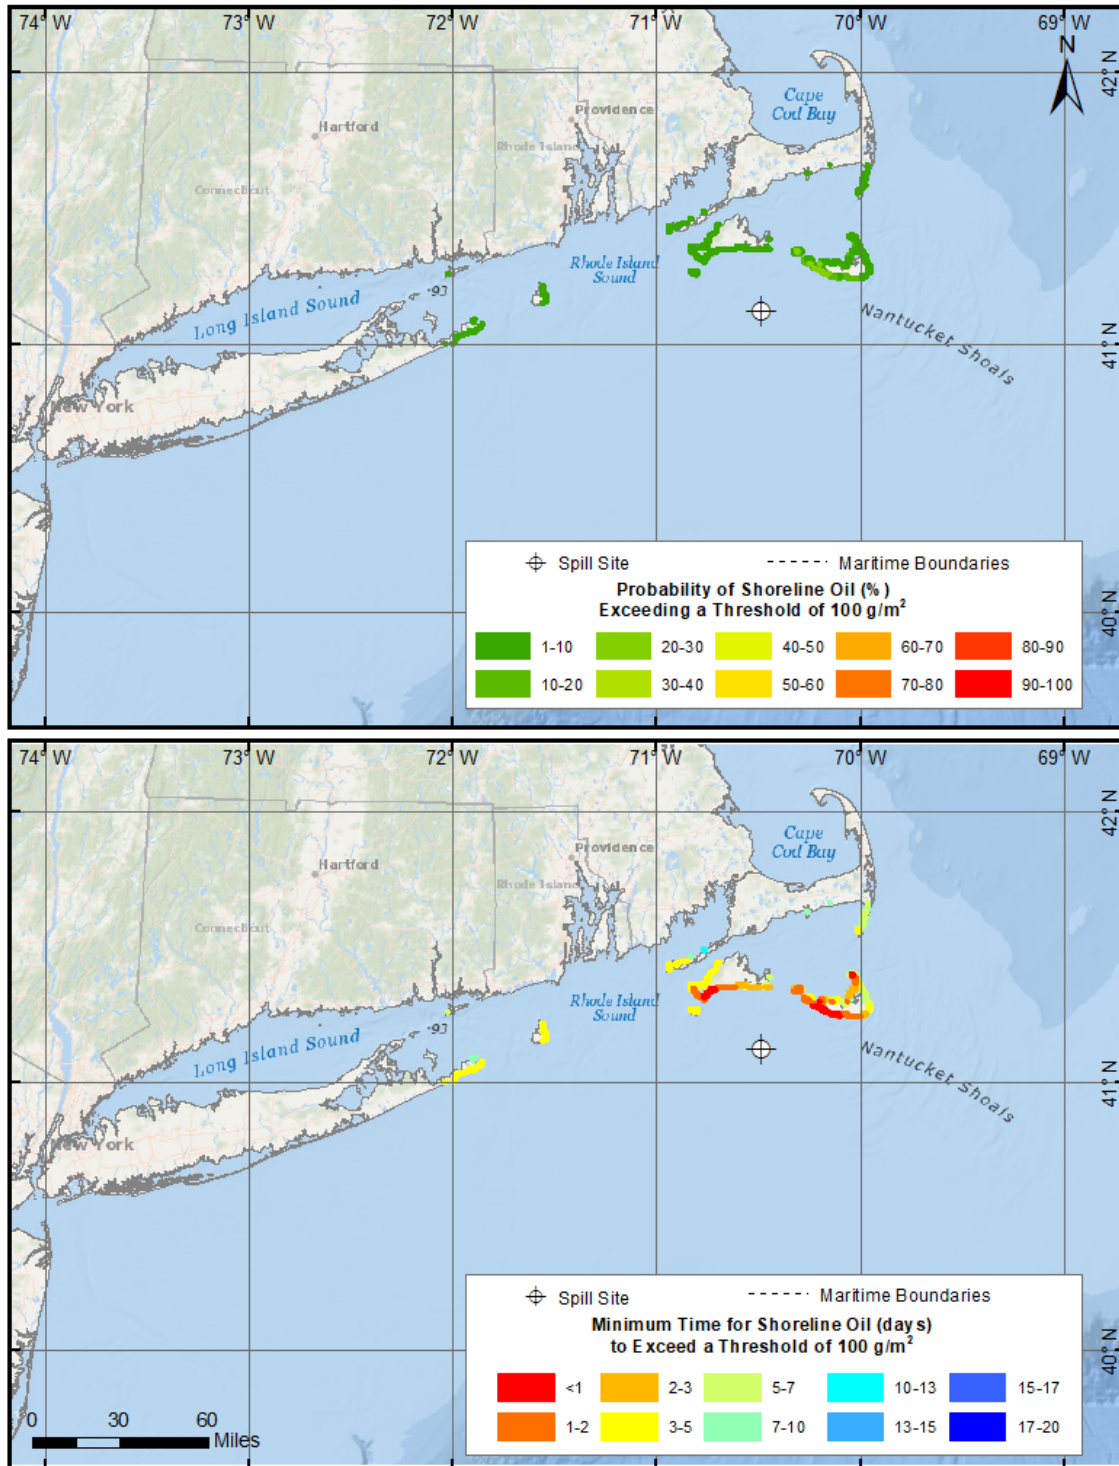 74° W 73° W 72° W 71° W 70° W 69° W
N
42° N
Cape
Cod Bay
Providence
Hartford
Rhode Island
Connecticut
Rhode Island
Sound
Long Island Sound
Nantucket Shoals
41° N
New York
Spill Site
Maritime Boundaries
Probability of Shoreline Oil (%)
Exceeding a Threshold of 100 g/m²
40° N
1-10 20-30 40-50 60-70 80-90
10-20 30-40 50-60 70-80 90-100
74° W 73° W 72° W 71° W 70° W 69° W
42° N
Cape
Cod Bay
Providence
Hartford
Rhode Island
Connecticut
Rhode Island
Sound
Long Island Sound
Nantucket Shoals
41° N
New York
Spill Site
Maritime Boundaries
Minimum Time for Shoreline Oil (days)
to Exceed a Threshold of 100 g/m²
40° N
<1 2-3 5-7 10-13 15-17
1-2 3-5 7-10 13-15 17-20
0 30 60
Miles